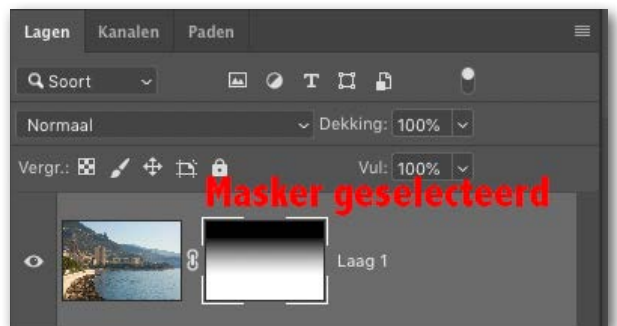 Lagen Kanalen Paden
Soort
Normaal Dekking: 100%
Vergr.: Vul: 100%
Masker geselecteerd
Laag 1